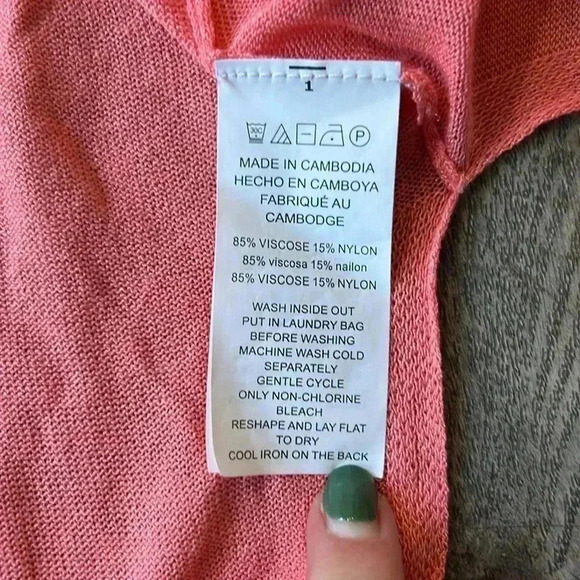 1
30C P
MADE IN CAMBODIA
HECHO EN CAMBOYA
FABRIQUÉ AU
CAMBODGE
85% VISCOSE 15% NYLON
85% viscosa 15% nailon
85% VISCOSE 15% NYLON
WASH INSIDE OUT
PUT IN LAUNDRY BAG
BEFORE WASHING
MACHINE WASH COLD
SEPARATELY
GENTLE CYCLE
ONLY NON-CHLORINE
BLEACH
RESHAPE AND LAY FLAT
TO DRY
COOL IRON ON THE BACK